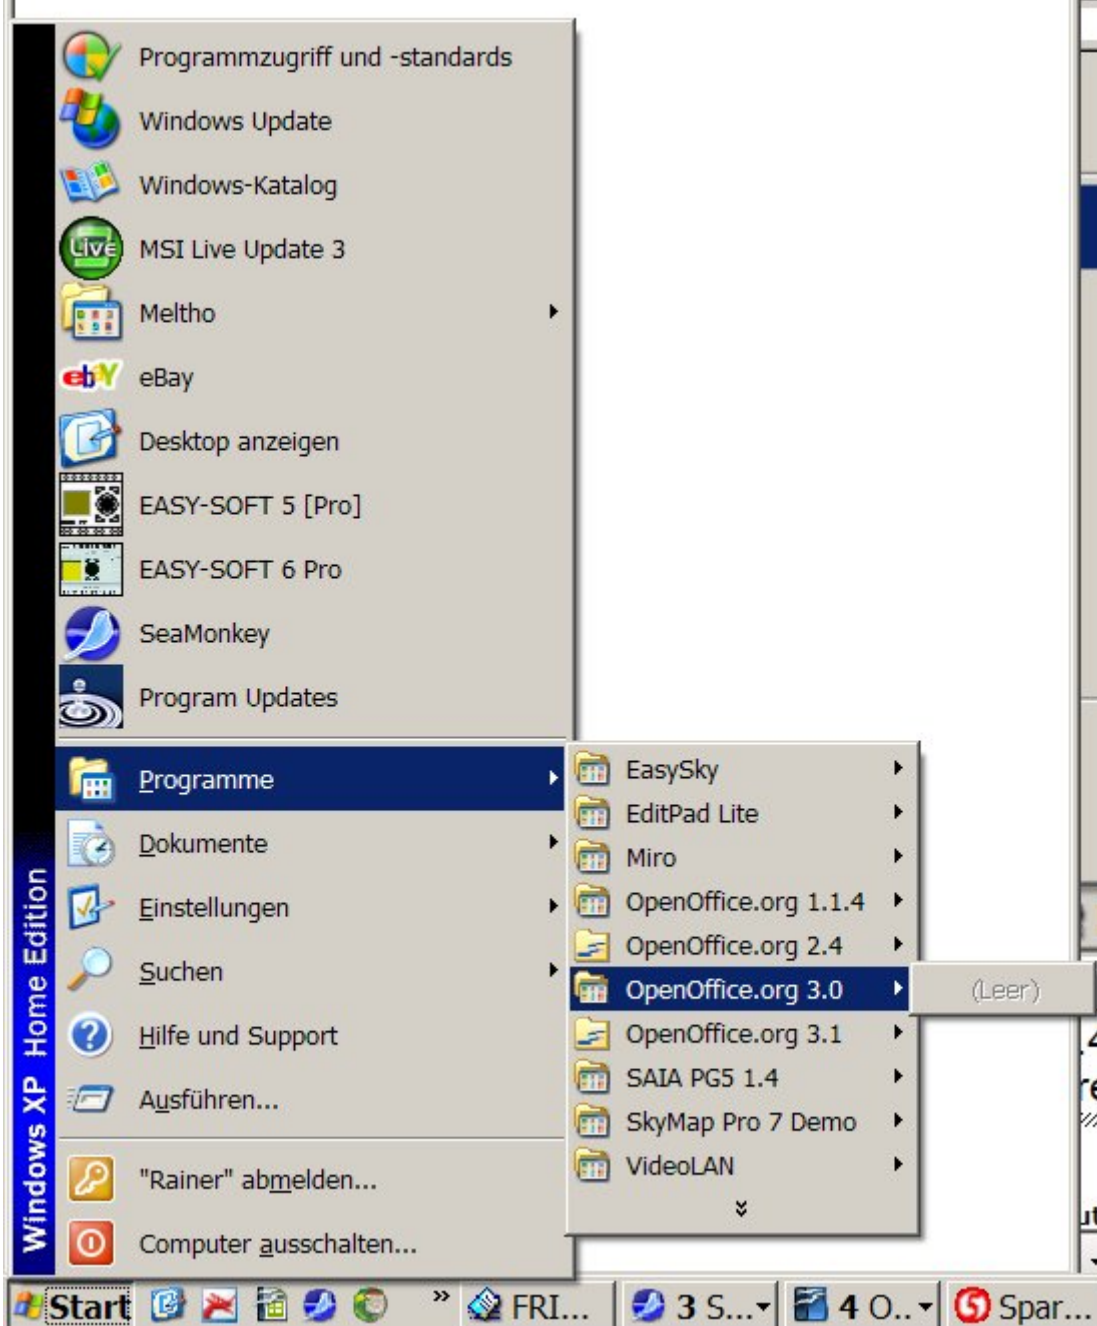 Programmzugriff und -standards
Windows Update
Windows-Katalog
Live
MSI Live Update 3
Meltho
ebY
eBay
Desktop anzeigen
EASY-SOFT 5 [Pro]
EASY-SOFT 6 Pro
SeaMonkey
Program Updates
Programme
Dokumente
Einstellungen
Suchen
Hilfe und Support
Ausführen...
"Rainer" abmelden...
Computer ausschalten...
Windows XP Home Edition
EasySky
EditPad Lite
Miro
OpenOffice.org 1.1.4
OpenOffice.org 2.4
OpenOffice.org 3.0
(Leer)
OpenOffice.org 3.1
SAIA PG5 1.4
SkyMap Pro 7 Demo
VideoLAN
Start
» FRI...
3 S...
4 O..
Spar...